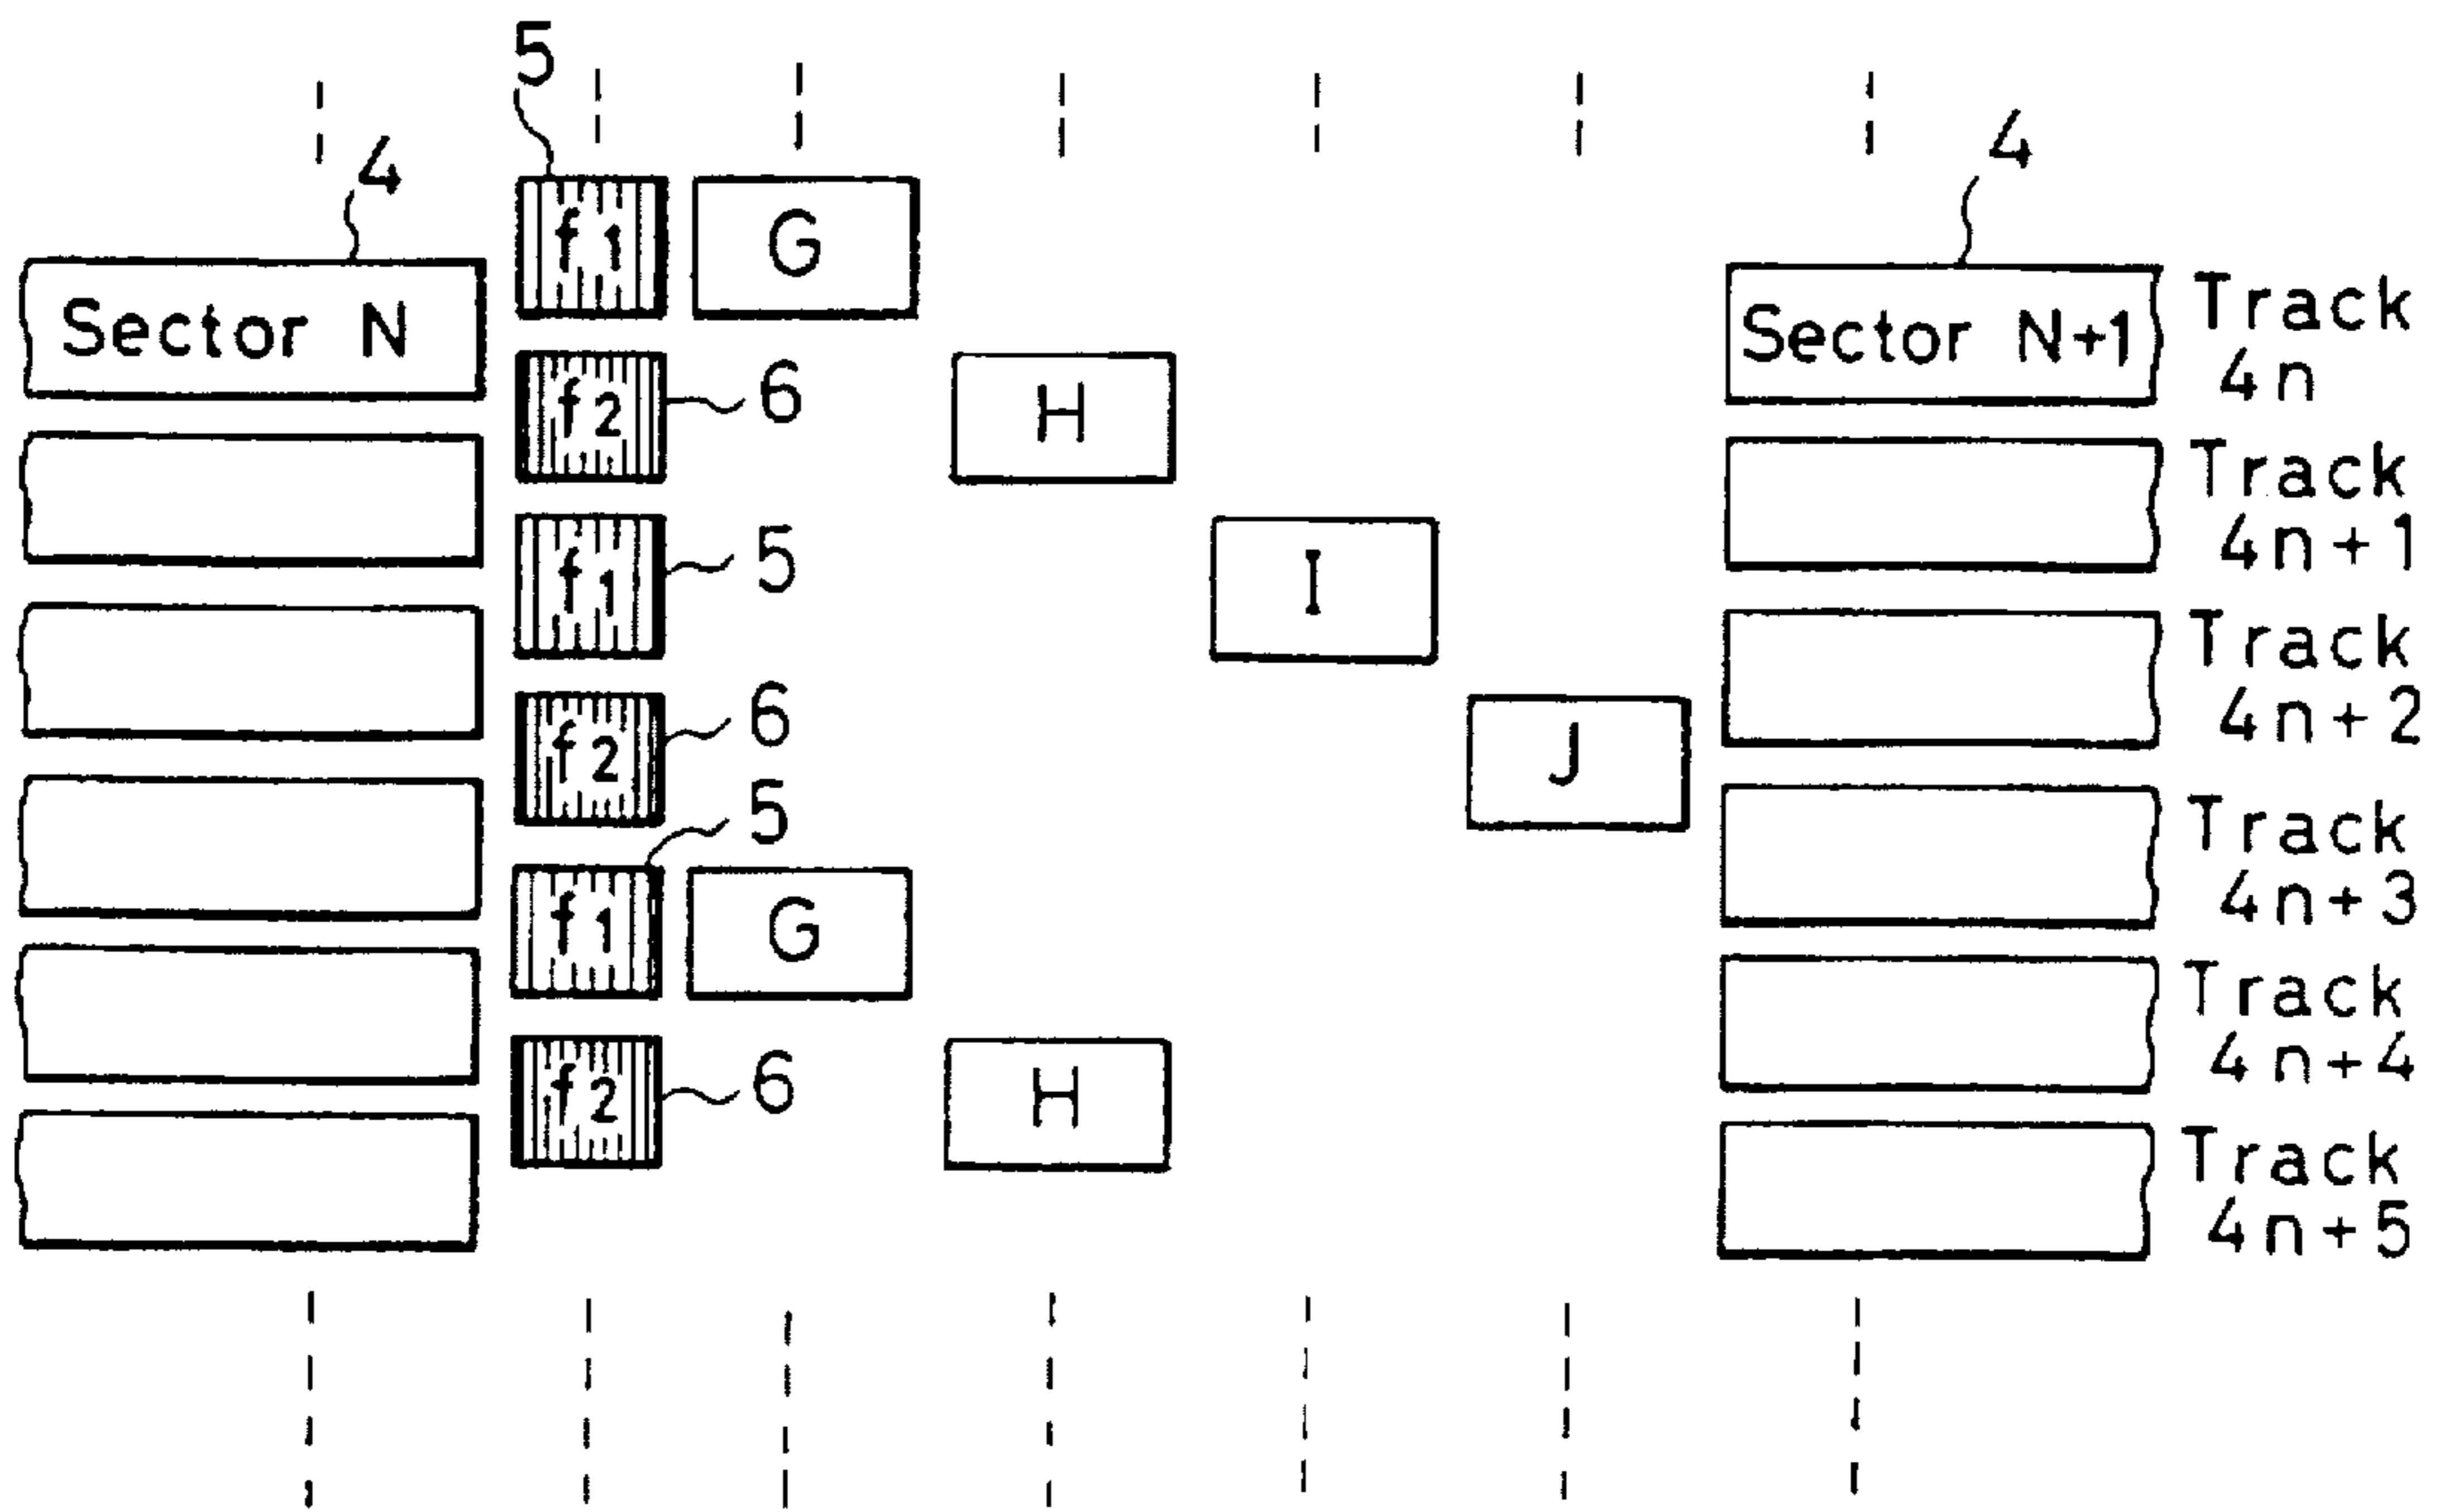 5
4
4
f1
G
Sector N
Sector N+1
Track
4n
f2
6
H
Track
4n+1
f1
5
I
Track
4n+2
f2
6
J
5
Track
4n+3
f1
G
Track
4n+4
f2
6
H
Track
4n+5